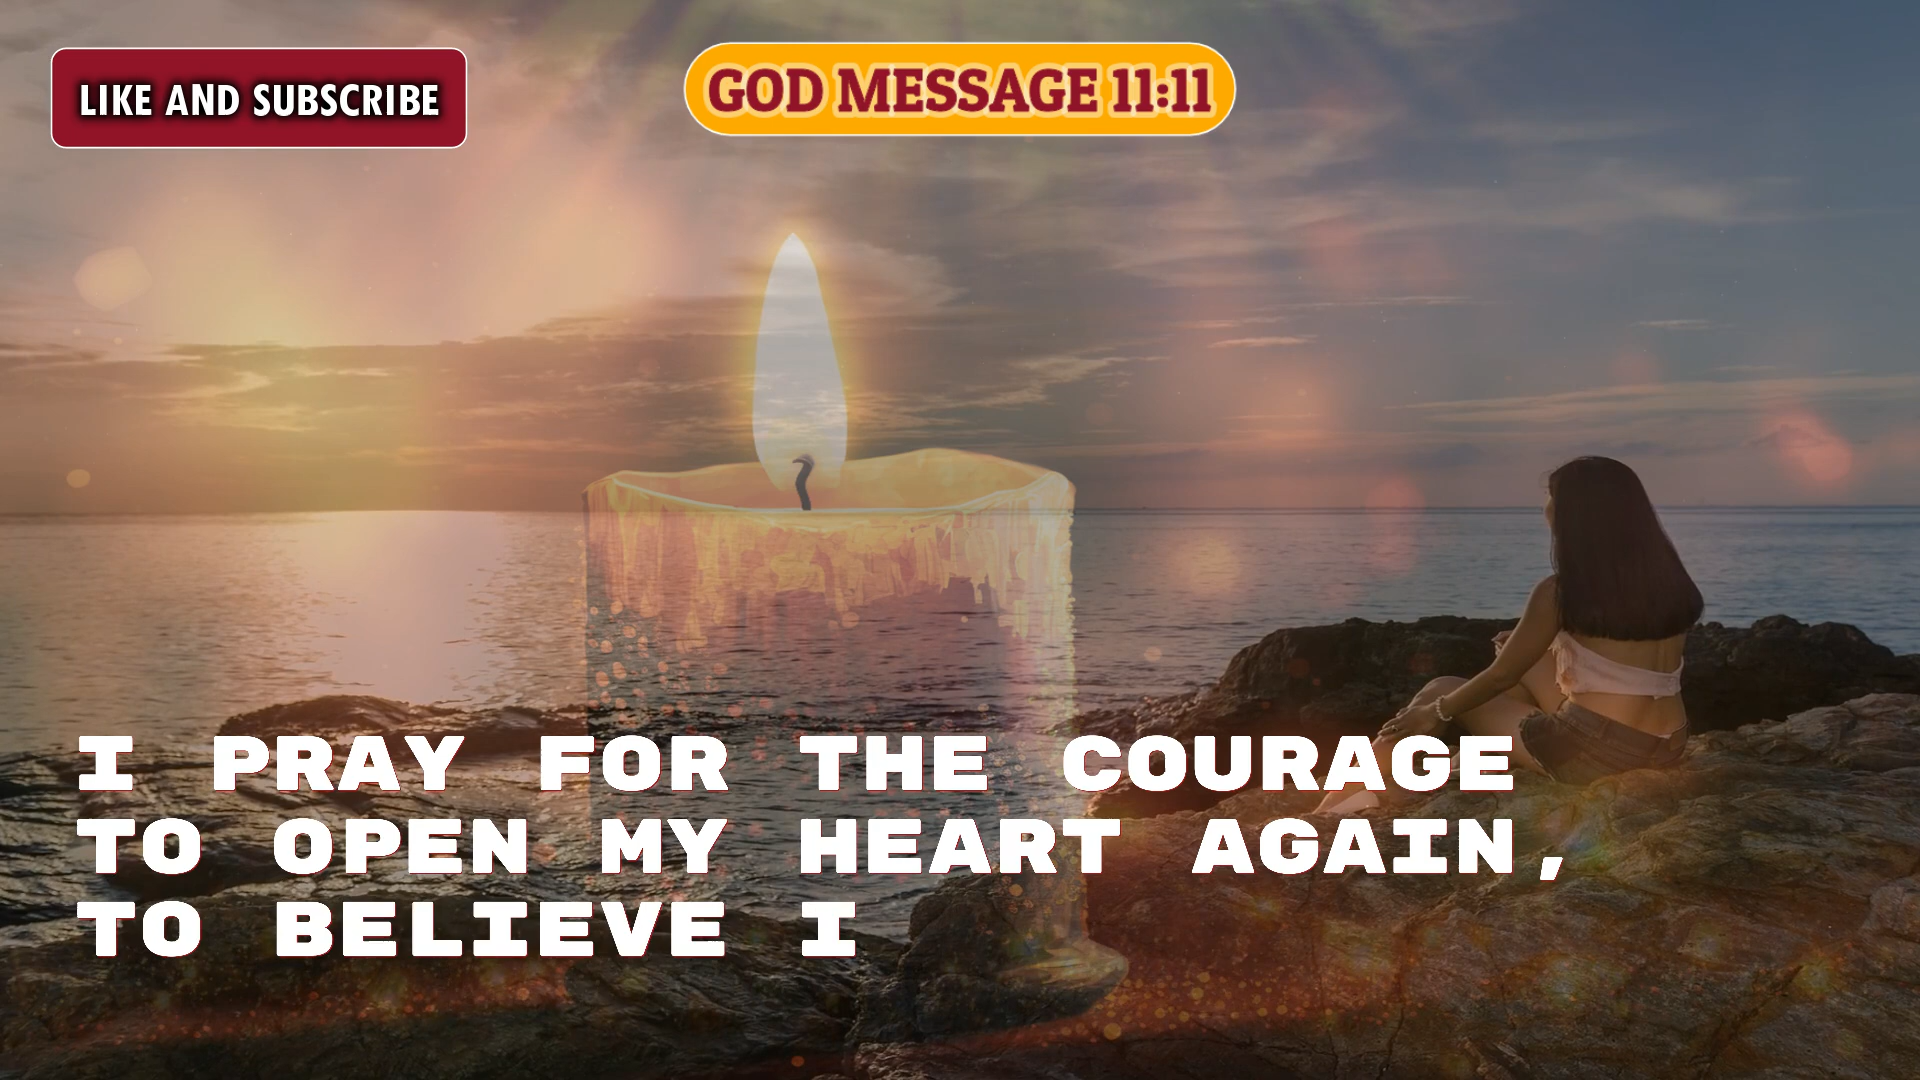 LIKE AND SUBSCRIBE
GOD MESSAGE 11:11
I PRAY FOR THE COURAGE
TO OPEN MY HEART AGAIN,
TO BELIEVE I